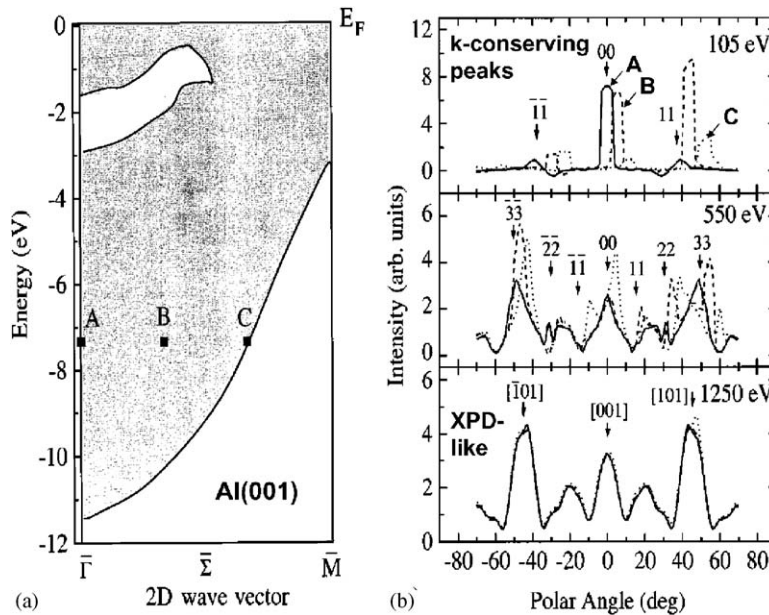 0
-2
-4
-6
-8
-10
-12
Energy (eV)
E_F
A
B
C
Al(001)
Γ̅
Σ̅
M̅
2D wave vector
(a)
Intensity (arb. units)
12
8
4
0
k-conserving
peaks
105 eV
00
A
B
C
1̅1̅
11
6
4
2
0
550 eV
3̅3̅
2̅2̅
1̅1̅
00
11
22
33
6
4
2
0
1250 eV
XPD-
like
[1̅01]
[001]
[101]
-80 -60 -40 -20 0 20 40 60 80
Polar Angle (deg)
(b)